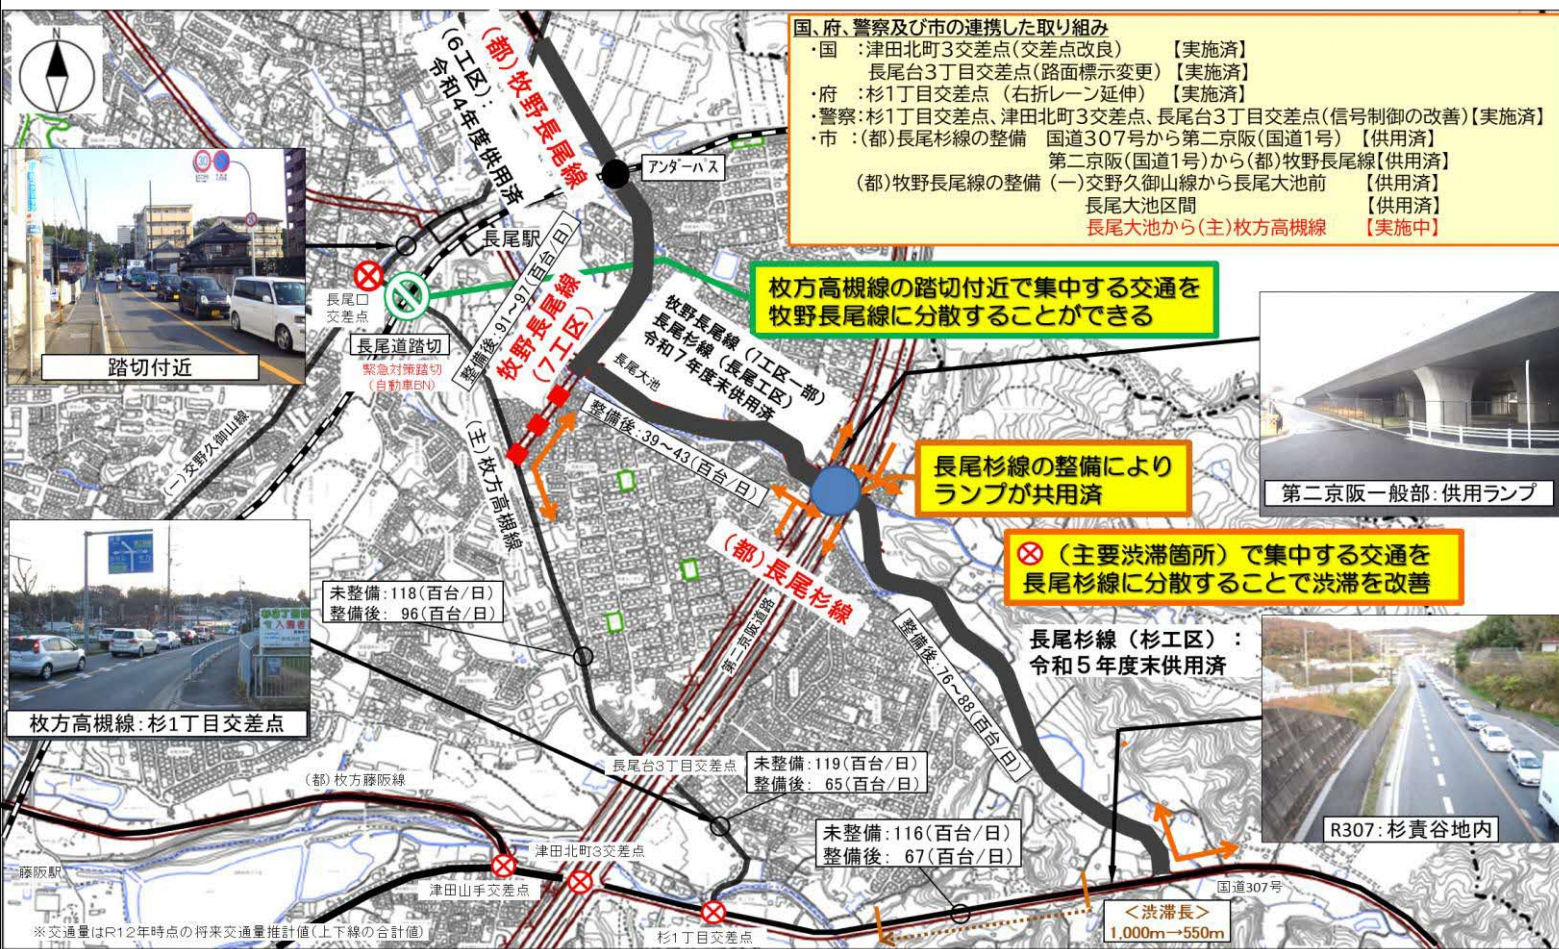 国、府、警察及び市の連携した取り組み
・国　：津田北町3交差点(交差点改良)　【実施済】
長尾台3丁目交差点(路面標示変更)【実施済】
・府　：杉1丁目交差点 (右折レーン延伸)　【実施済】
・警察：杉1丁目交差点、津田北町3交差点、長尾台3丁目交差点(信号制御の改善)【実施済】
・市　：(都)長尾杉線の整備　国道307号から第二京阪(国道1号)　【供用済】
第二京阪(国道1号)から(都)牧野長尾線【供用済】
(都)牧野長尾線の整備 (一)交野久御山線から長尾大池前　【供用済】
長尾大池区間　【供用済】
長尾大池から(主)枚方高槻線　【実施中】
N
(都)牧野長尾線
(6工区)：
令和4年度供用済
アンダーパス
長尾駅
踏切付近
長尾口
交差点
長尾道踏切
緊急対策踏切
(自動車BN)
整備後：91～97(百台/日)
牧野長尾線
(7工区)
枚方高槻線の踏切付近で集中する交通を
牧野長尾線に分散することができる
牧野長尾線 (7工区一部)
長尾杉線 (長尾工区)
令和7年度末供用済
長尾大池
整備後：39～43(百台/日)
(一)交野久御山線
(主)枚方高槻線
第二京阪一般部：供用ランプ
長尾杉線の整備により
ランプが共用済
(主要渋滞箇所)で集中する交通を
長尾杉線に分散することで渋滞を改善
(都)長尾杉線
第二京阪道路
未整備：118(百台/日)
整備後： 96(百台/日)
枚方高槻線：杉1丁目交差点
整備後：76～88(百台/日)
長尾杉線（杉工区）：
令和5年度末供用済
長尾台3丁目交差点
未整備：119(百台/日)
整備後： 65(百台/日)
(都)枚方藤阪線
未整備：116(百台/日)
整備後： 67(百台/日)
R307：杉責谷地内
津田北町3交差点
津田山手交差点
藤阪駅
杉1丁目交差点
国道307号
＜渋滞長＞
1,000m→550m
※交通量はR12年時点の将来交通量推計値(上下線の合計値)